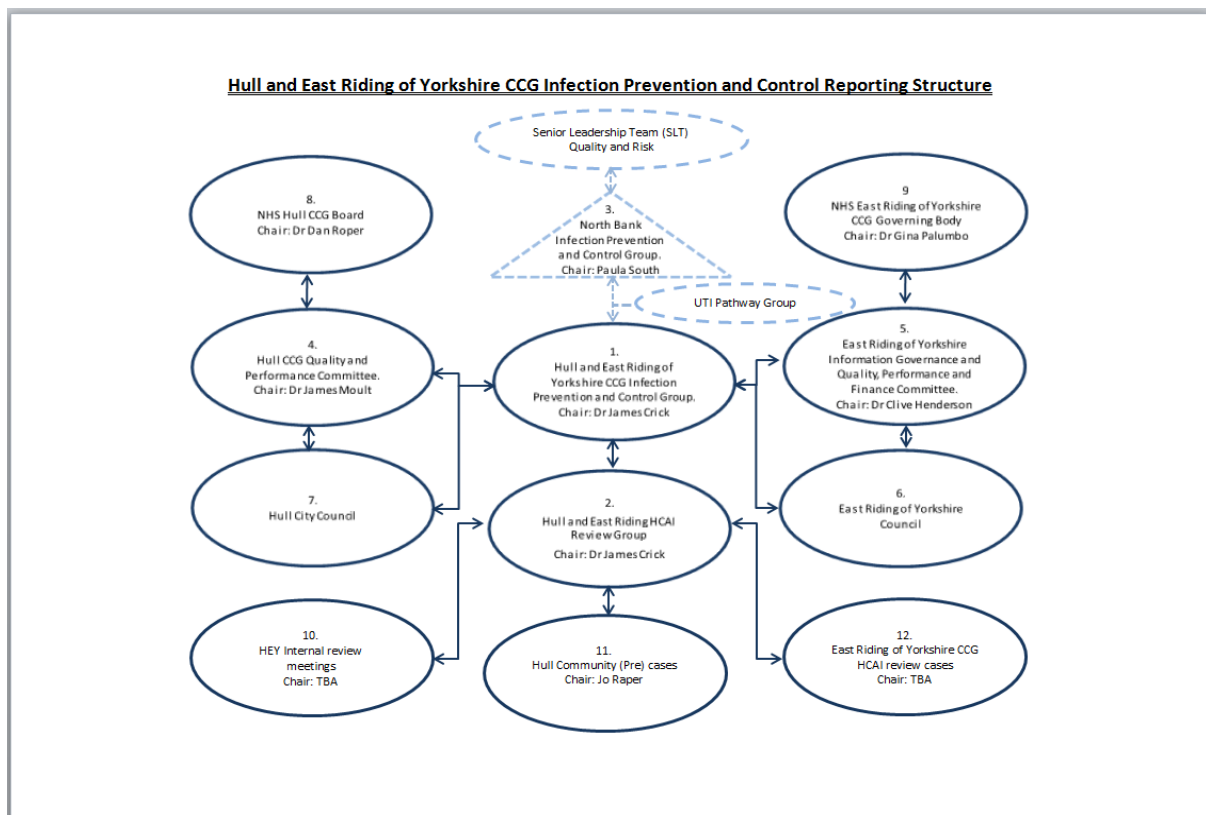 Hull and East Riding of Yorkshire CCG Infection Prevention and Control Reporting Structure
Senior Leadership Team (SLT)
Quality and Risk
8.
NHS Hull CCG Board
Chair: Dr Dan Roper
3.
North Bank
Infection Prevention
and Control Group.
Chair: Paula South
9
NHS East Riding of Yorkshire
CCG Governing Body
Chair: Dr Gina Palumbo
UTI Pathway Group
4.
Hull CCG Quality and
Performance Committee.
Chair: Dr James Moult
1.
Hull and East Riding of
Yorkshire CCG Infection
Prevention and Control Group.
Chair: Dr James Crick
5.
East Riding of Yorkshire
Information Governance and
Quality, Performance and
Finance Committee.
Chair: Dr Clive Henderson
7.
Hull City Council
2.
Hull and East Riding HCAI
Review Group
Chair: Dr James Crick
6.
East Riding of Yorkshire
Council
10.
HEY Internal review
meetings
Chair: TBA
11.
Hull Community (Pre) cases
Chair: Jo Raper
12.
East Riding of Yorkshire CCG
HCAI review cases
Chair: TBA